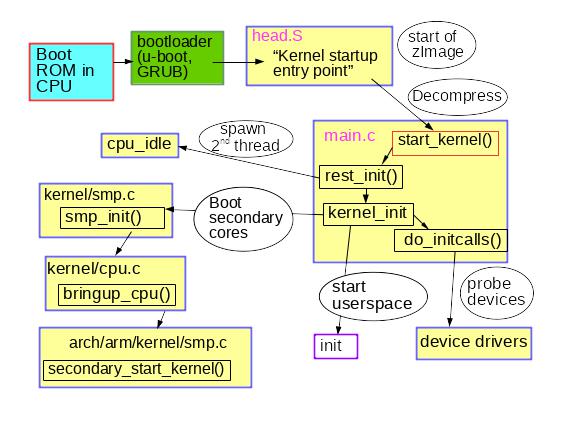 Boot
ROM in
CPU
bootloader
(u-boot,
GRUB)
head.S
“Kernel startup
entry point”
start of
zImage
Decompress
main.c
start_kernel()
rest_init()
kernel_init
do_initcalls()
spawn
2nd thread
cpu_idle
Boot
secondary
cores
kernel/smp.c
smp_init()
kernel/cpu.c
bringup_cpu()
arch/arm/kernel/smp.c
secondary_start_kernel()
start
userspace
init
probe
devices
device drivers